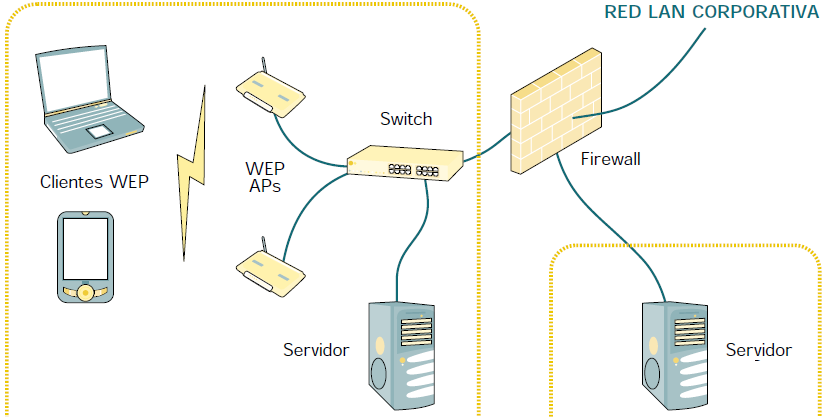 RED LAN CORPORATIVA
Switch
Clientes WEP
WEP
APs
Firewall
Servidor
Servidor